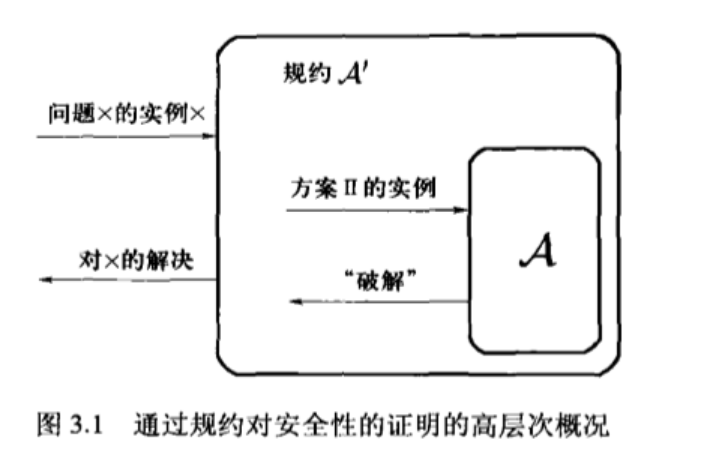 规约 𝒜′
问题×的实例×
方案Π的实例
𝒜
对×的解决
“破解”
图 3.1 通过规约对安全性的证明的高层次概况